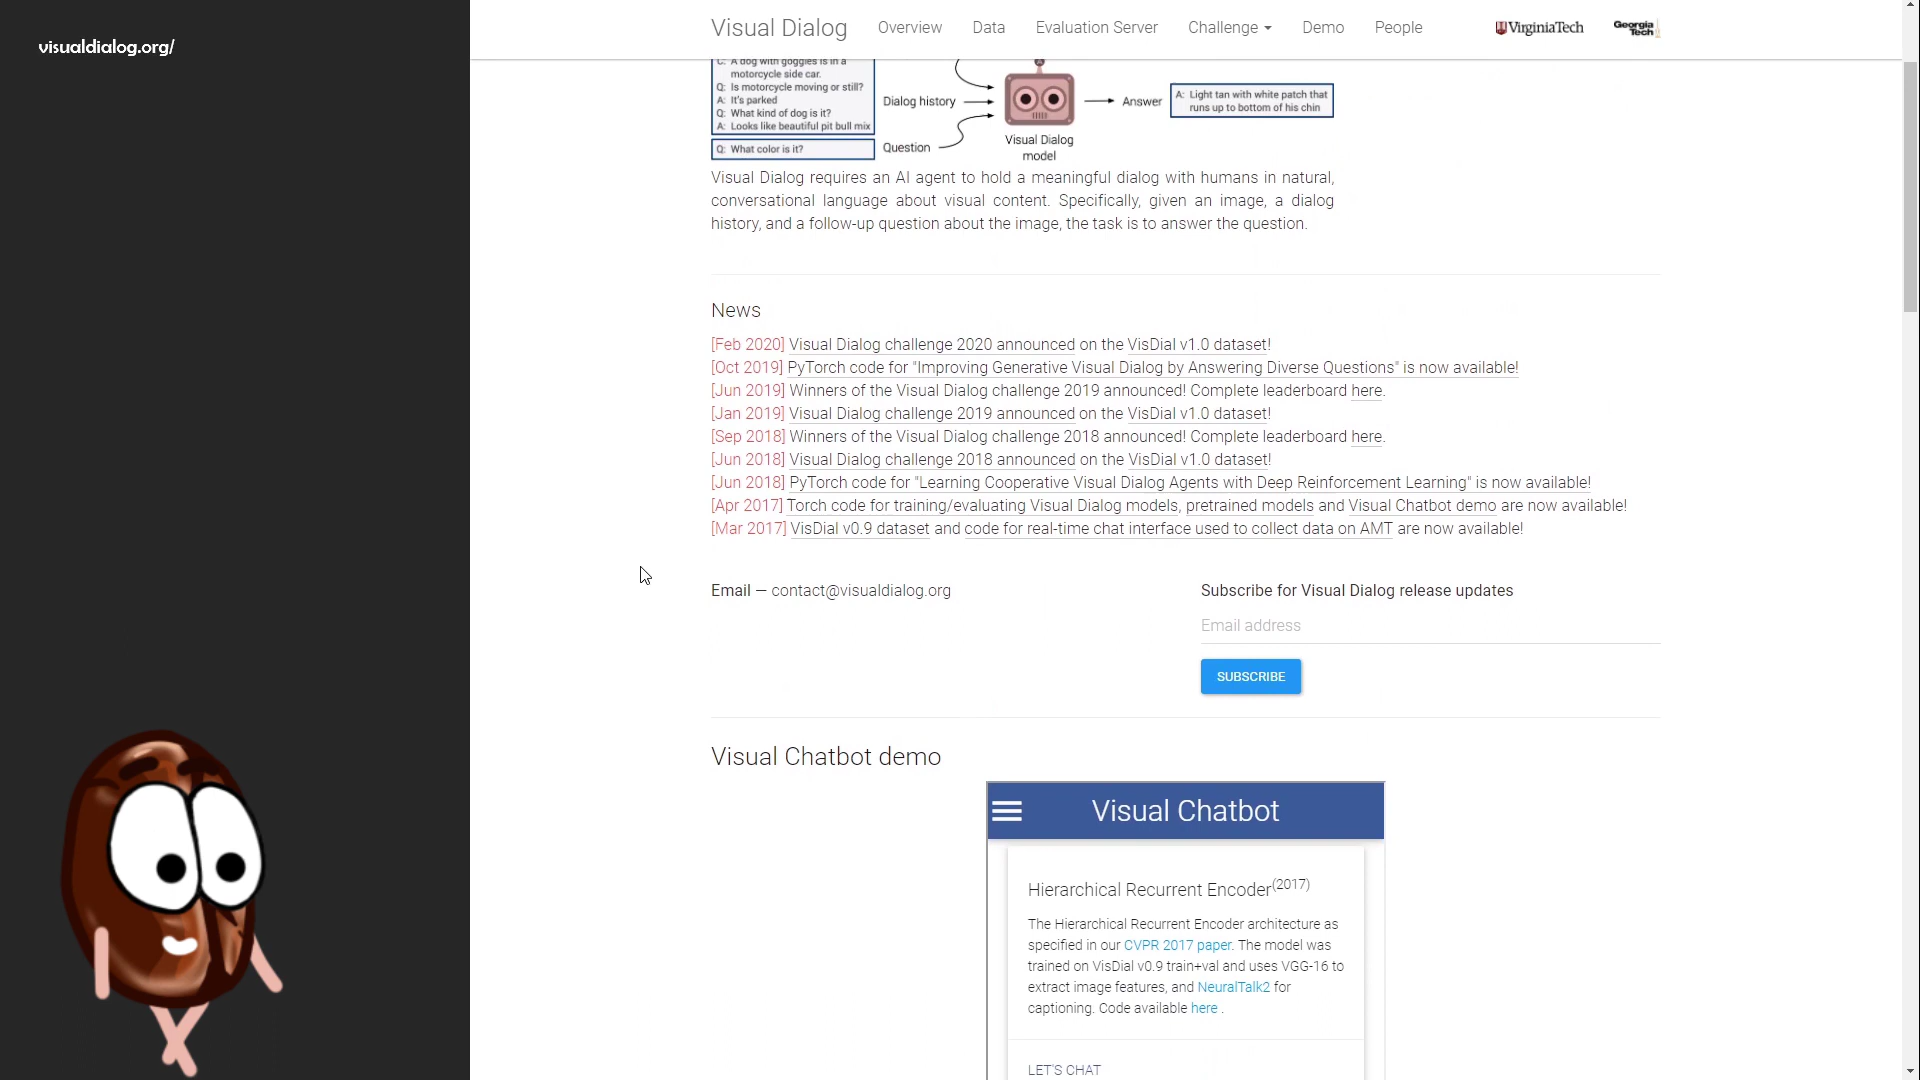 visualdialog.org/
Visual Dialog Overview Data Evaluation Server Challenge Demo People VirginiaTech Georgia Tech
C: A dog with goggles is in a
motorcycle side car.
Q: Is motorcycle moving or still?
A: It's parked
Q: What kind of dog is it?
A: Looks like beautiful pit bull mix
Q: What color is it?
Dialog history
Question
Visual Dialog
model
Answer
A: Light tan with white patch that
runs up to bottom of his chin
Visual Dialog requires an AI agent to hold a meaningful dialog with humans in natural,
conversational language about visual content. Specifically, given an image, a dialog
history, and a follow-up question about the image, the task is to answer the question.
News
[Feb 2020] Visual Dialog challenge 2020 announced on the VisDial v1.0 dataset!
[Oct 2019] PyTorch code for "Improving Generative Visual Dialog by Answering Diverse Questions" is now available!
[Jun 2019] Winners of the Visual Dialog challenge 2019 announced! Complete leaderboard here.
[Jan 2019] Visual Dialog challenge 2019 announced on the VisDial v1.0 dataset!
[Sep 2018] Winners of the Visual Dialog challenge 2018 announced! Complete leaderboard here.
[Jun 2018] Visual Dialog challenge 2018 announced on the VisDial v1.0 dataset!
[Jun 2018] PyTorch code for "Learning Cooperative Visual Dialog Agents with Deep Reinforcement Learning" is now available!
[Apr 2017] Torch code for training/evaluating Visual Dialog models, pretrained models and Visual Chatbot demo are now available!
[Mar 2017] VisDial v0.9 dataset and code for real-time chat interface used to collect data on AMT are now available!
Email — contact@visualdialog.org
Subscribe for Visual Dialog release updates
Email address
SUBSCRIBE
Visual Chatbot demo
Visual Chatbot
Hierarchical Recurrent Encoder(2017)
The Hierarchical Recurrent Encoder architecture as
specified in our CVPR 2017 paper. The model was
trained on VisDial v0.9 train+val and uses VGG-16 to
extract image features, and NeuralTalk2 for
captioning. Code available here .
LET'S CHAT